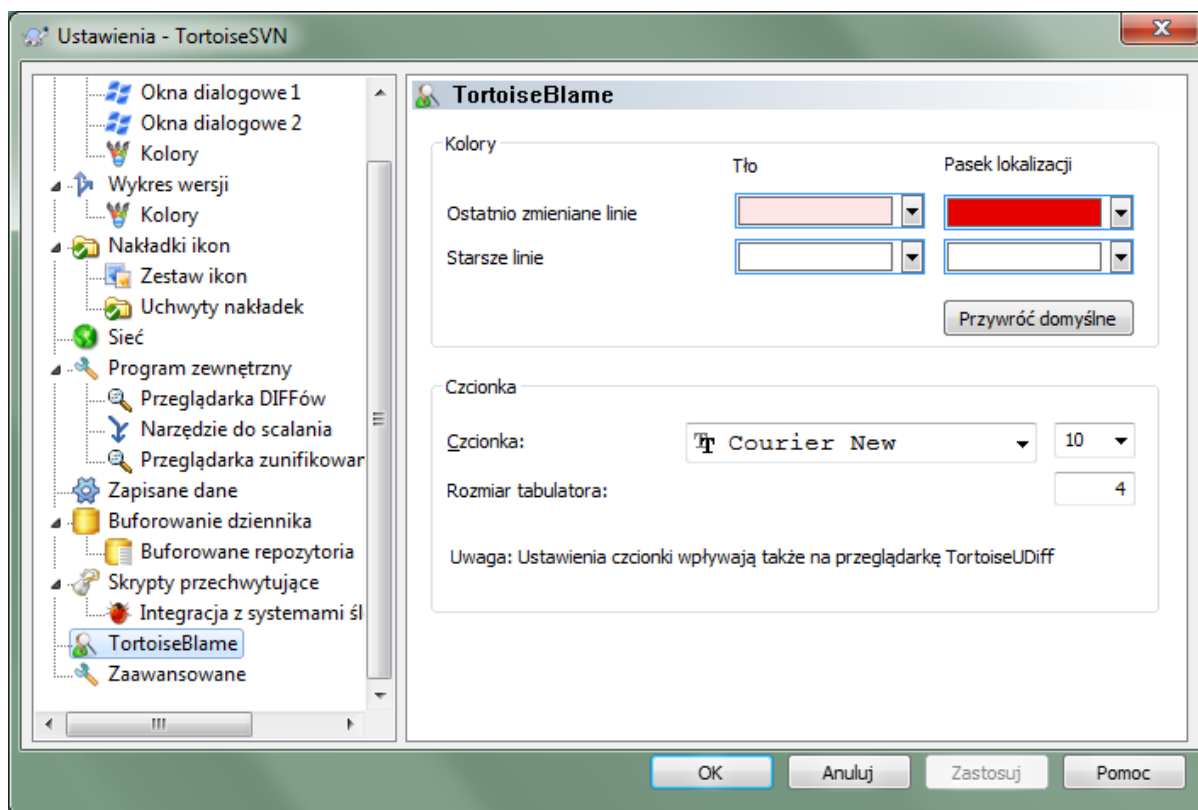 Ustawienia - TortoiseSVN
Okna dialogowe 1
Okna dialogowe 2
Kolory
Wykres wersji
Kolory
Nakładki ikon
Zestaw ikon
Uchwyty nakładek
Sieć
Program zewnętrzny
Przeglądarka DIFFów
Narzędzie do scalania
Przeglądarka zunifikowar
Zapisane dane
Buforowanie dziennika
Buforowane repozytoria
Skrypty przechwytujące
Integracja z systemami śl
TortoiseBlame
Zaawansowane
TortoiseBlame
Kolory
Tło Pasek lokalizacji
Ostatnio zmieniane linie
Starsze linie
Przywróć domyślne
Czcionka
Czcionka: Courier New 10
Rozmiar tabulatora: 4
Uwaga: Ustawienia czcionki wpływają także na przeglądarkę TortoiseUDiff
OK Anuluj Zastosuj Pomoc